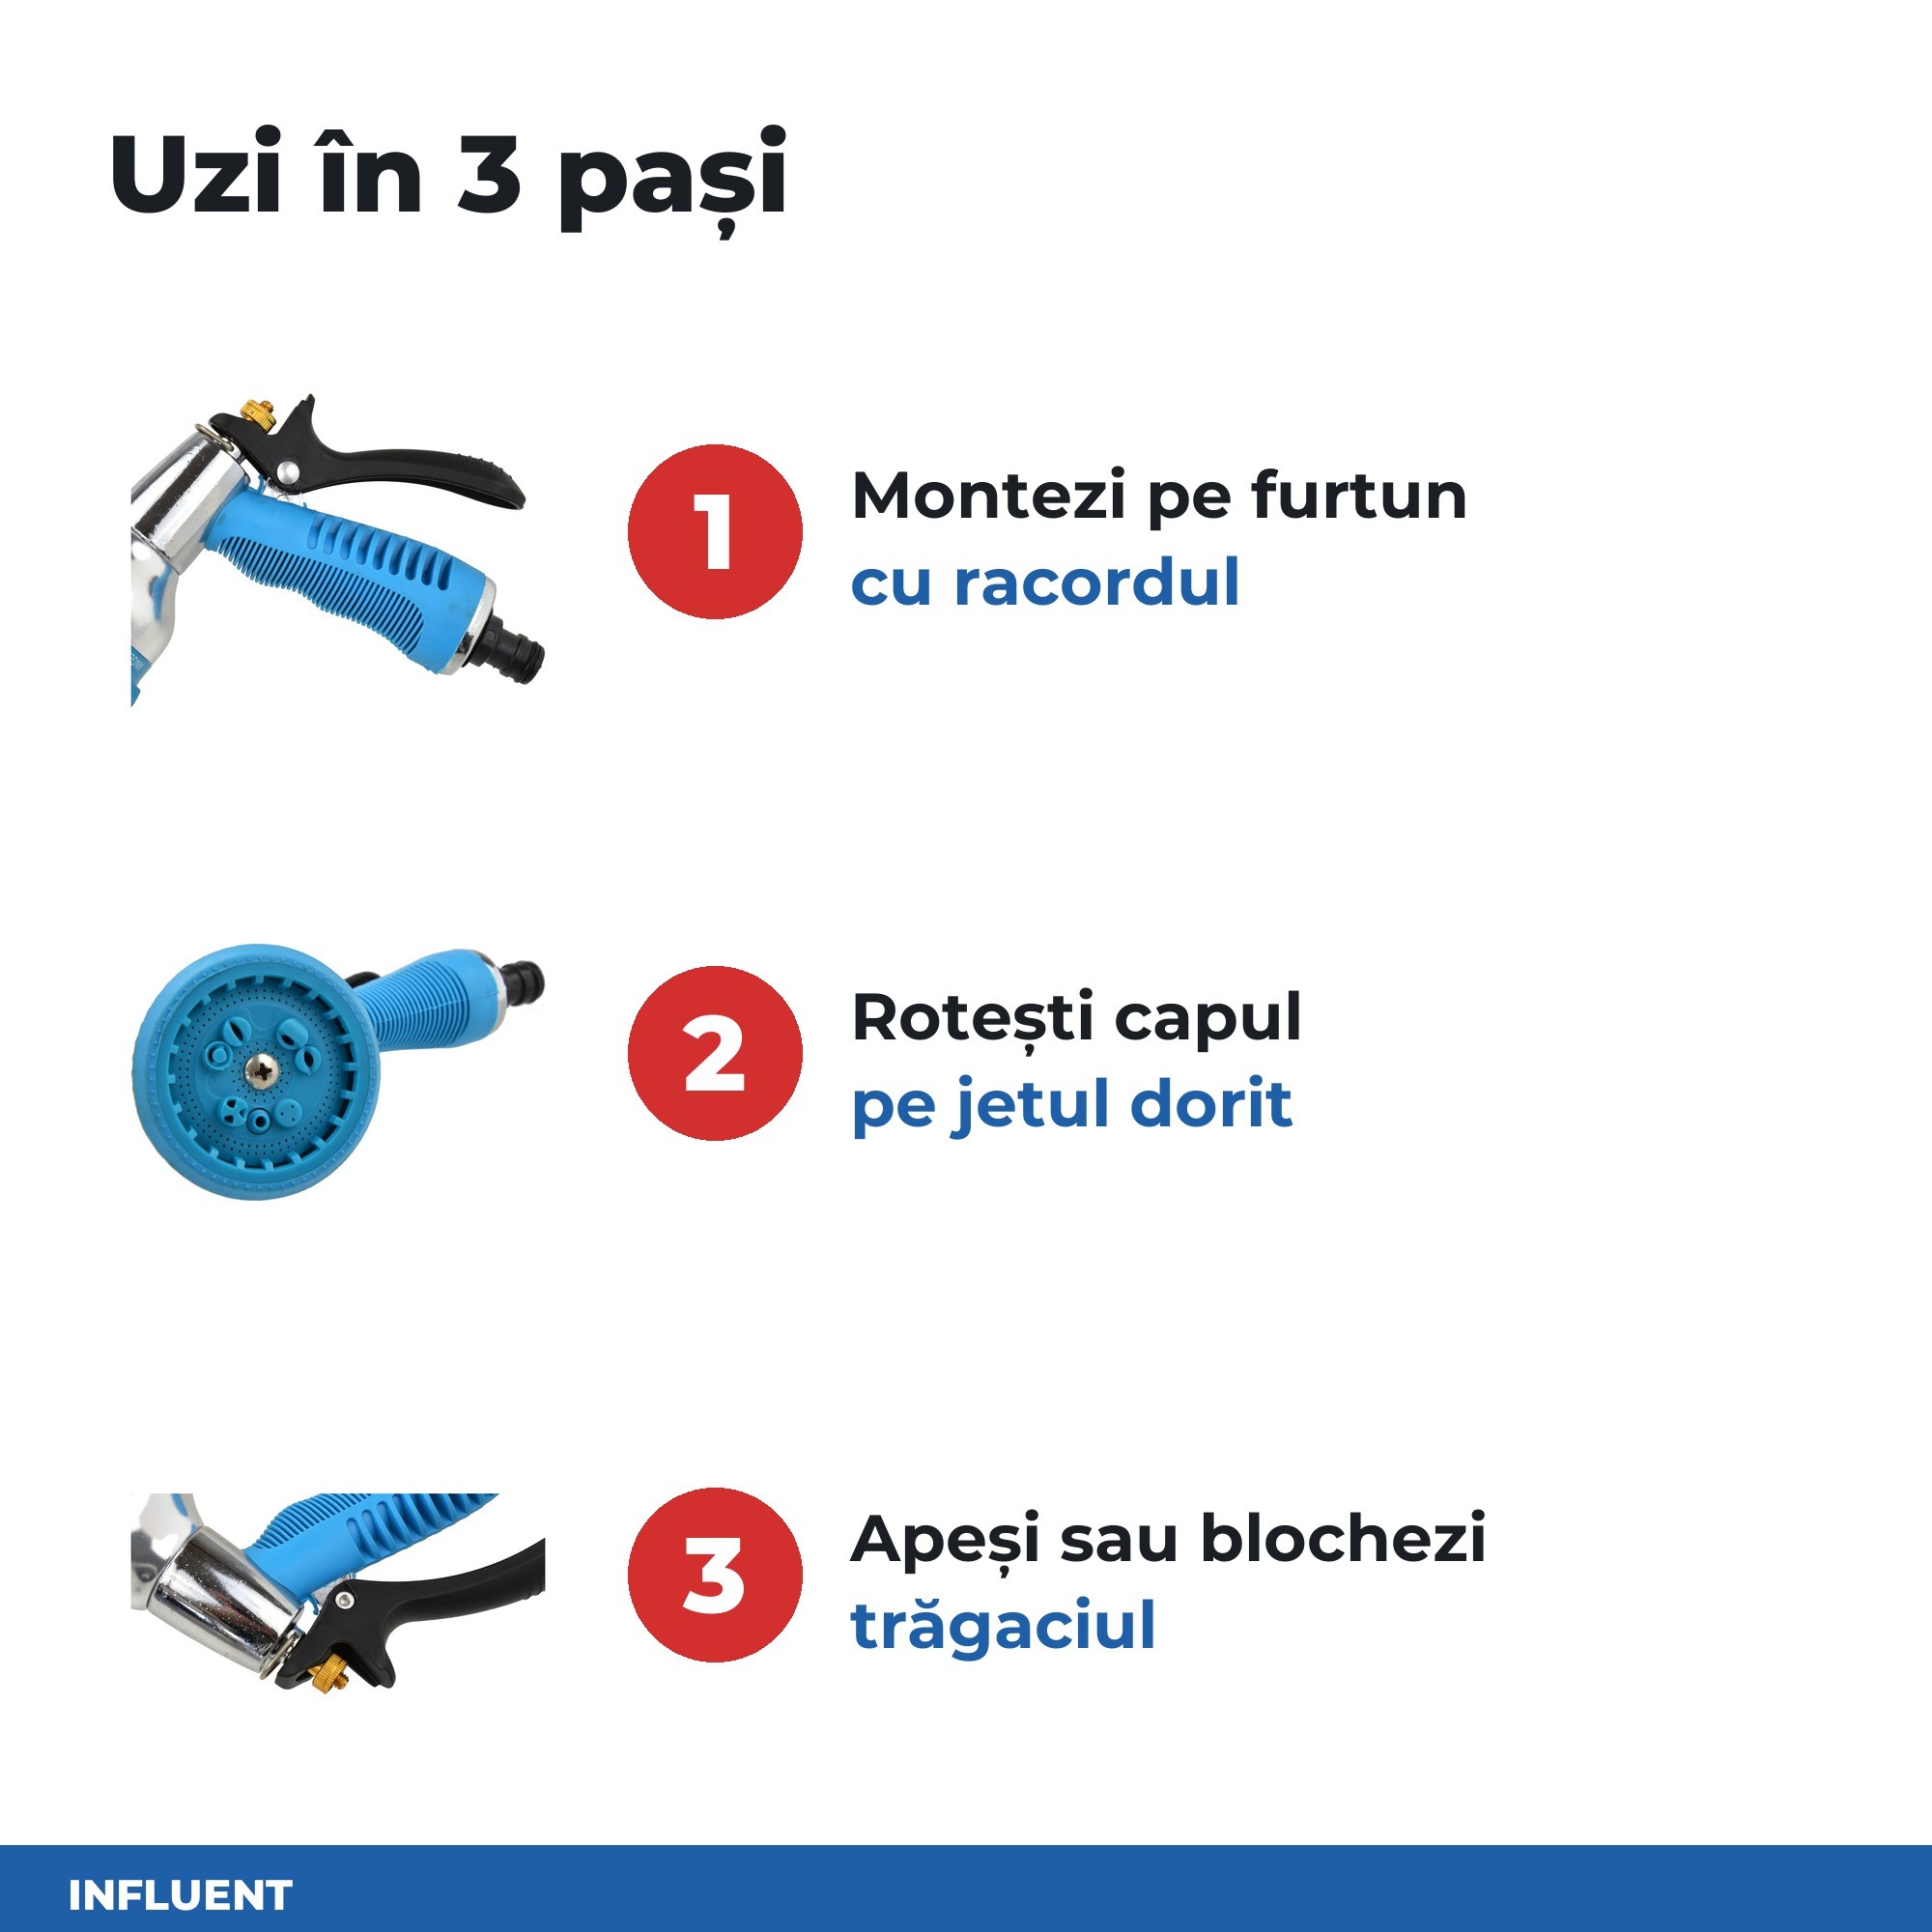 Uzi în 3 pași
1
Montezi pe furtun
cu racordul
2
Rotești capul
pe jetul dorit
3
Apeși sau blochezi
trăgaciul
INFLUENT